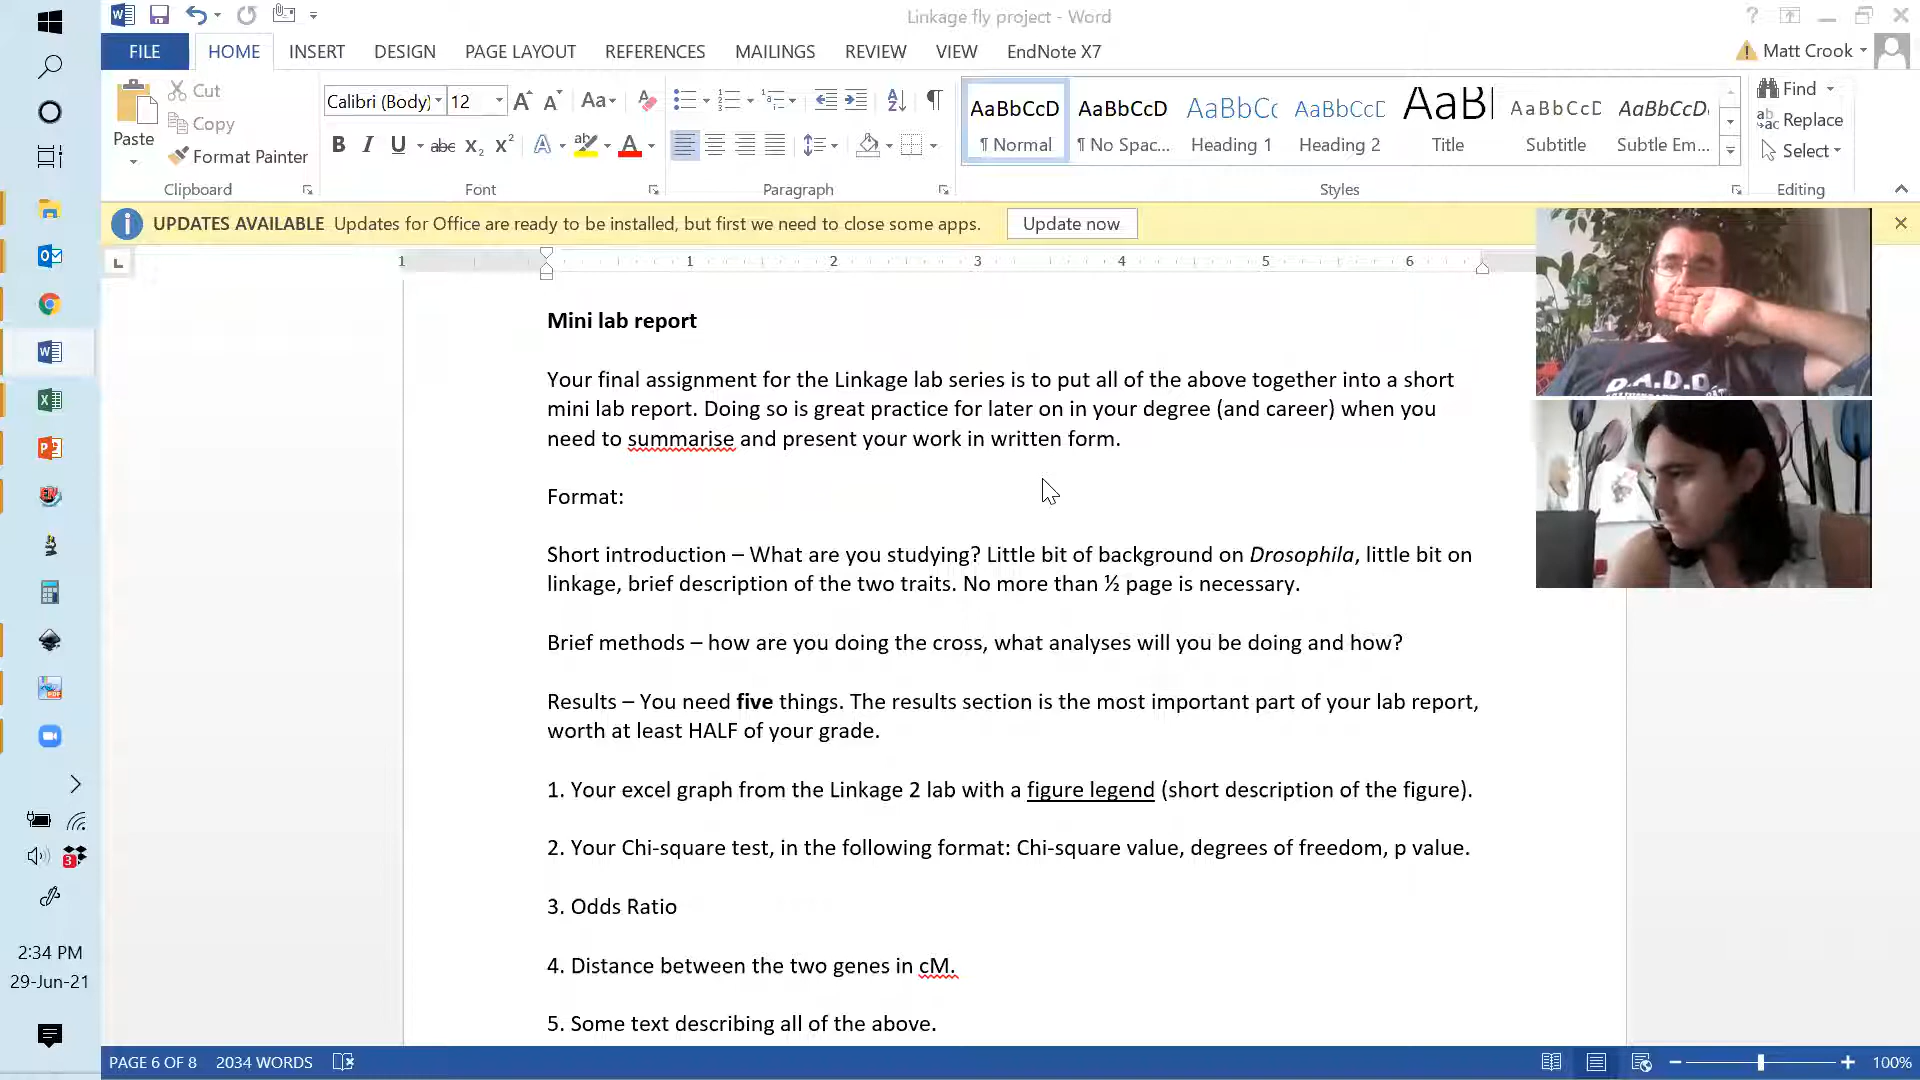 Linkage fly project - Word
FILE HOME INSERT DESIGN PAGE LAYOUT REFERENCES MAILINGS REVIEW VIEW EndNote X7 Matt Crook
Paste Cut Copy Format Painter
Calibri (Body) 12
AaBbCcD AaBbCcD AaBbCc AaBbCcD AaB AaBbCcD AaBbCcD
¶ Normal ¶ No Spac... Heading 1 Heading 2 Title Subtitle Subtle Em...
Find Replace Select
Clipboard Font Paragraph Styles Editing
UPDATES AVAILABLE Updates for Office are ready to be installed, but first we need to close some apps. Update now
1 1 2 3 4 5 6
Mini lab report
Your final assignment for the Linkage lab series is to put all of the above together into a short
mini lab report. Doing so is great practice for later on in your degree (and career) when you
need to summarise and present your work in written form.
Format:
Short introduction – What are you studying? Little bit of background on Drosophila, little bit on
linkage, brief description of the two traits. No more than ½ page is necessary.
Brief methods – how are you doing the cross, what analyses will you be doing and how?
Results – You need five things. The results section is the most important part of your lab report,
worth at least HALF of your grade.
1. Your excel graph from the Linkage 2 lab with a figure legend (short description of the figure).
2. Your Chi-square test, in the following format: Chi-square value, degrees of freedom, p value.
3. Odds Ratio
4. Distance between the two genes in cM.
5. Some text describing all of the above.
D.A.D.D.
3
2:34 PM
29-Jun-21
PAGE 6 OF 8 2034 WORDS 100%